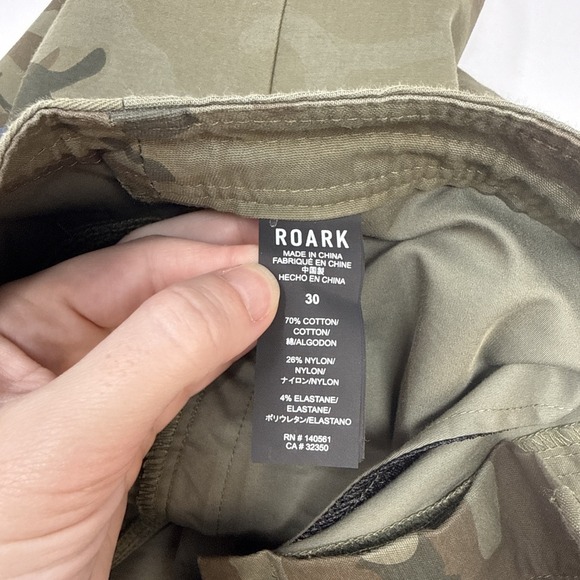 ROARK
MADE IN CHINA
FABRIQUÉ EN CHINE
中国製
HECHO EN CHINA
30
70% COTTON/
COTTON/
綿/ALGODON
26% NYLON/
NYLON/
ナイロン/NYLON
4% ELASTANE/
ELASTANE/
ポリウレタン/ELASTANO
RN # 140561
CA # 32350